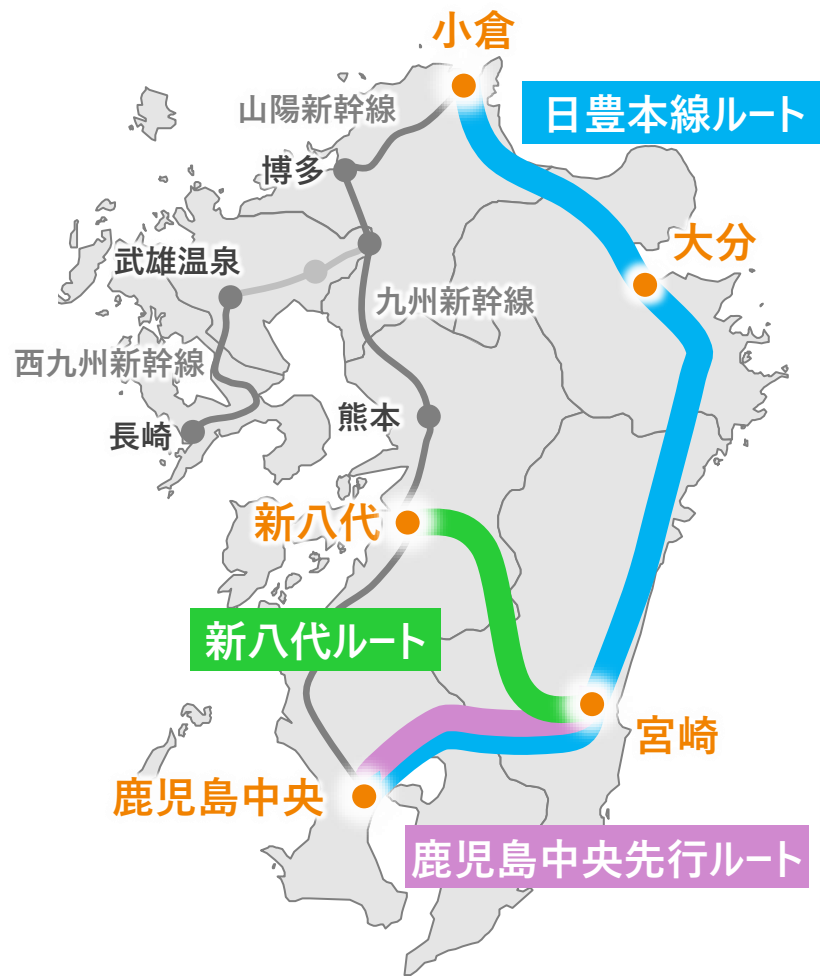 小倉
山陽新幹線
日豊本線ルート
博多
大分
武雄温泉
九州新幹線
西九州新幹線
熊本
長崎
新八代
新八代ルート
宮崎
鹿児島中央
鹿児島中央先行ルート